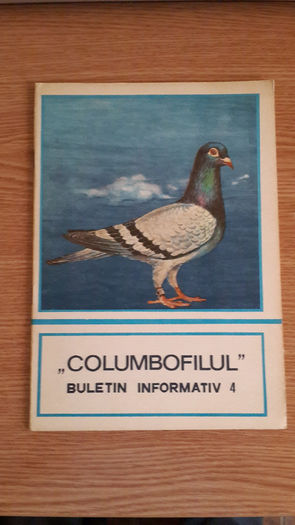 „COLUMBOFILUL”
BULETIN INFORMATIV 4